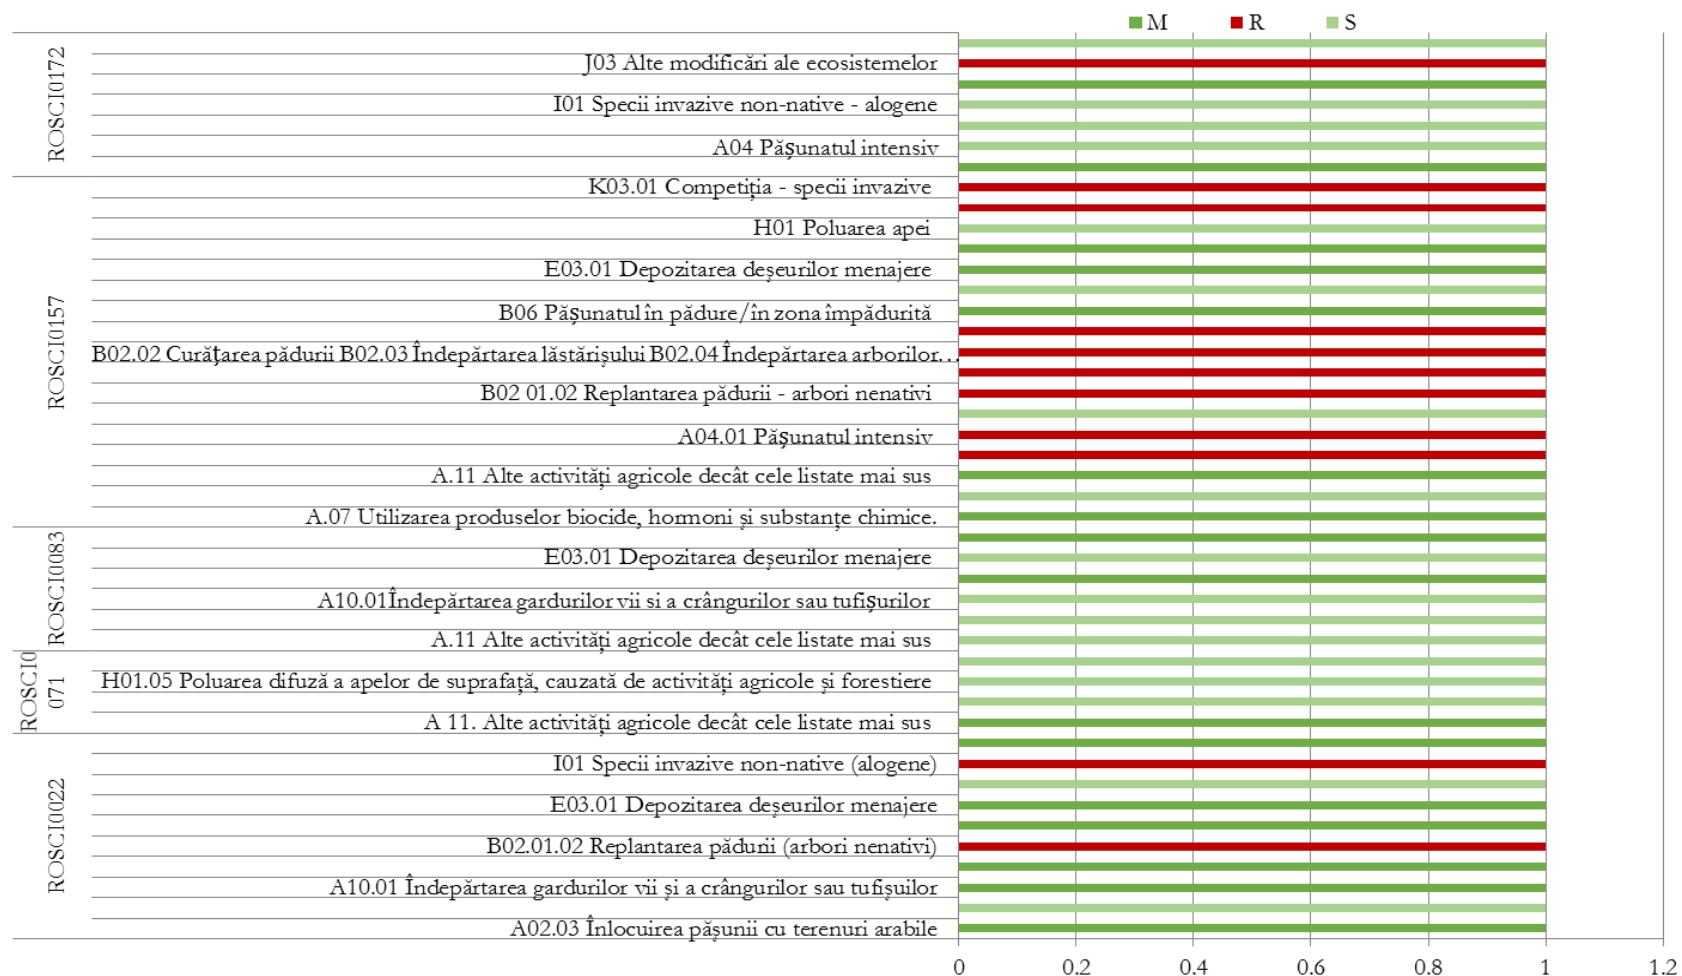 M R S
ROSCI0172
J03 Alte modificări ale ecosistemelor
I01 Specii invazive non-native - alogene
A04 Pășunatul intensiv
ROSCI0157
K03.01 Competiția - specii invazive
H01 Poluarea apei
E03.01 Depozitarea deșeurilor menajere
B06 Pășunatul în pădure/în zona împădurită
B02.02 Curățarea pădurii B02.03 Îndepărtarea lăstărișului B02.04 Îndepărtarea arborilor…
B02 01.02 Replantarea pădurii - arbori nenativi
A04.01 Pășunatul intensiv
A.11 Alte activități agricole decât cele listate mai sus
A.07 Utilizarea produselor biocide, hormoni și substanțe chimice.
ROSCI0083
E03.01 Depozitarea deșeurilor menajere
A10.01Îndepărtarea gardurilor vii si a crângurilor sau tufișurilor
A.11 Alte activități agricole decât cele listate mai sus
ROSCI0
071
H01.05 Poluarea difuză a apelor de suprafață, cauzată de activități agricole și forestiere
A 11. Alte activități agricole decât cele listate mai sus
ROSCI0022
I01 Specii invazive non-native (alogene)
E03.01 Depozitarea deșeurilor menajere
B02.01.02 Replantarea pădurii (arbori nenativi)
A10.01 Îndepărtarea gardurilor vii și a crângurilor sau tufișuilor
A02.03 Înlocuirea pășunii cu terenuri arabile
0 0.2 0.4 0.6 0.8 1 1.2